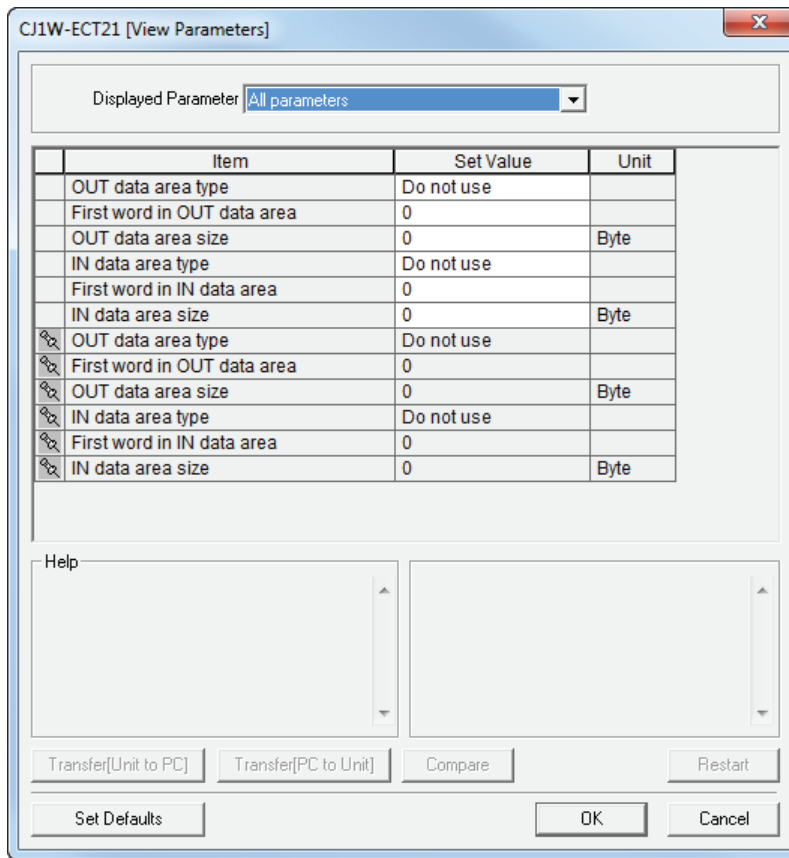 CJ1W-ECT21 [View Parameters]
Displayed Parameter All parameters
Item Set Value Unit
OUT data area type Do not use
First word in OUT data area 0
OUT data area size 0 Byte
IN data area type Do not use
First word in IN data area 0
IN data area size 0 Byte
OUT data area type Do not use
First word in OUT data area 0
OUT data area size 0 Byte
IN data area type Do not use
First word in IN data area 0
IN data area size 0 Byte
Help
Transfer[Unit to PC] Transfer[PC to Unit] Compare Restart
Set Defaults OK Cancel